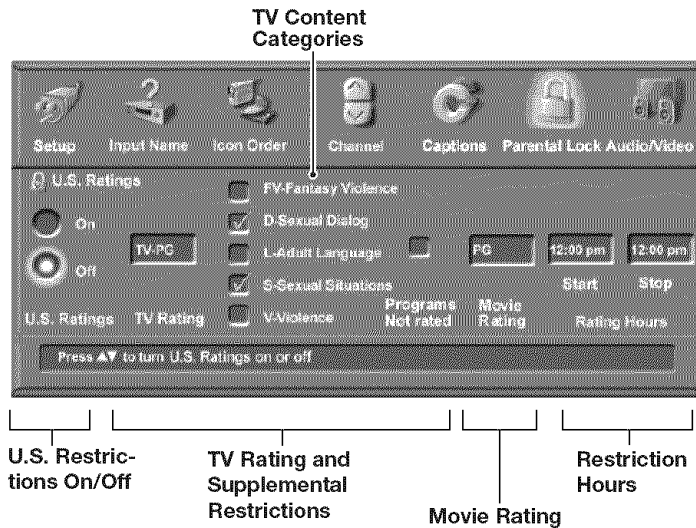 TV Content
Categories
Setup
Input Name
Icon Order
Channel
Captions
Parental Lock
Audio/Video
U.S. Ratings
On
Off
U.S. Ratings
TV-PG
TV Rating
FV-Fantasy Violence
D-Sexual Dialog
L-Adult Language
S-Sexual Situations
V-Violence
Programs
Not rated
PG
Movie
Rating
12:00 pm
12:00 pm
Start
Stop
Rating Hours
Press ▲▼ to turn U.S. Ratings on or off
U.S. Restric-
tions On/Off
TV Rating and
Supplemental
Restrictions
Movie Rating
Restriction
Hours